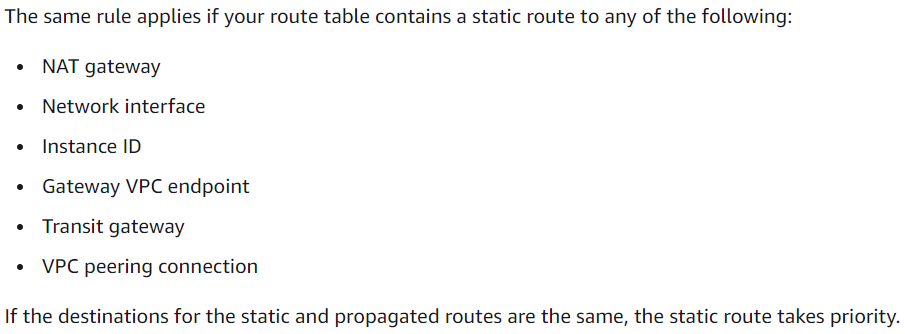 The same rule applies if your route table contains a static route to any of the following:
• NAT gateway
• Network interface
• Instance ID
• Gateway VPC endpoint
• Transit gateway
• VPC peering connection
If the destinations for the static and propagated routes are the same, the static route takes priority.